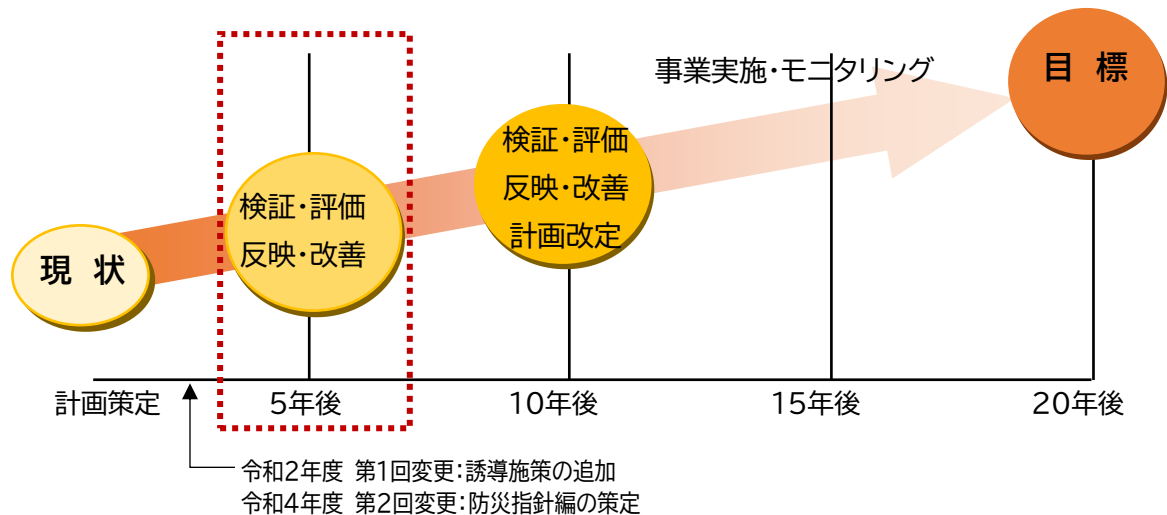 事業実施・モニタリング
目 標
検証・評価
反映・改善
計画改定
検証・評価
反映・改善
現 状
計画策定
5年後
10年後
15年後
20年後
令和2年度 第1回変更：誘導施策の追加
令和4年度 第2回変更：防災指針編の策定